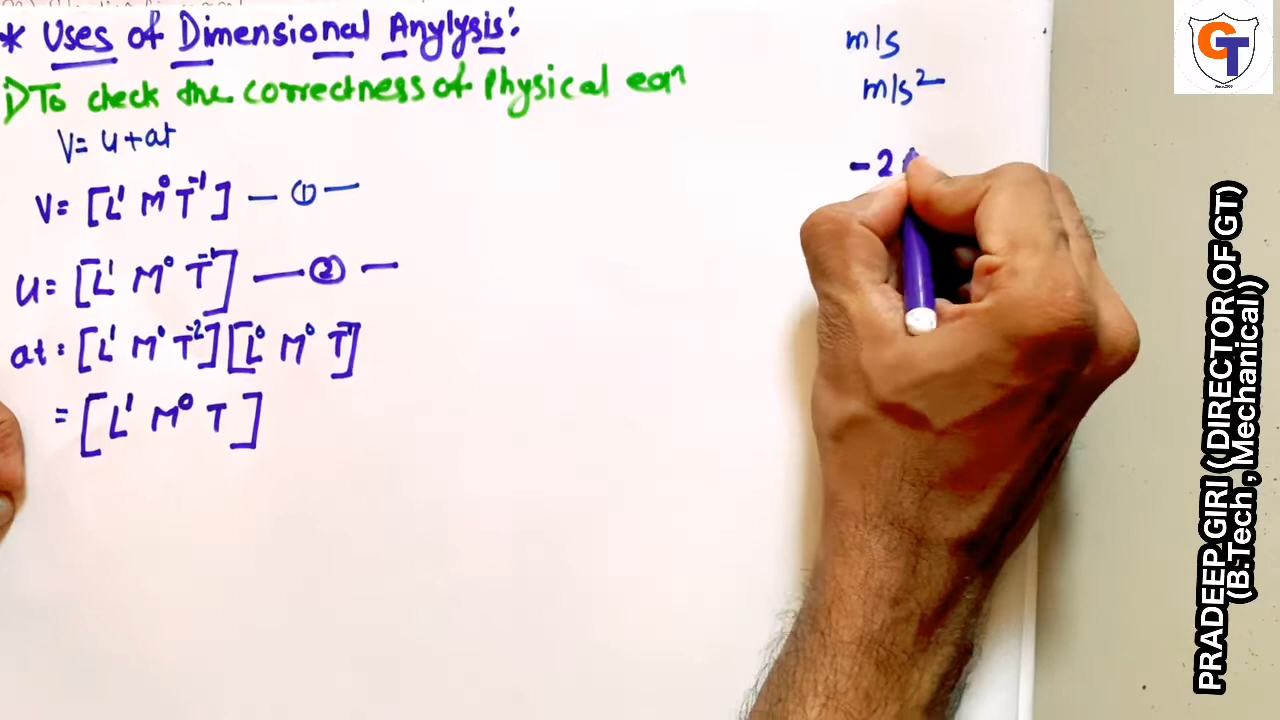 * Uses of Dimensional Anylysis:
1) To check the correctness of Physical eqn
V= u+at
V= [L¹ M⁰ T⁻¹] — ① —
u= [L¹ M⁰ T⁻¹] — ② —
at= [L¹ M⁰ T⁻²] [L⁰ M⁰ T¹]
= [L¹ M⁰ T ]
m/s
m/s²
-2
GT
PRADEEP GIRI ( DIRECTOR OF GT)
(B.Tech , Mechanical )